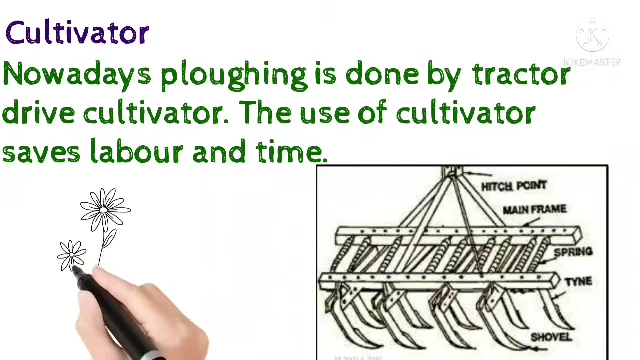 Cultivator
KINEMASTER
Nowadays ploughing is done by tractor
drive cultivator. The use of cultivator
saves labour and time.
HITCH POINT
MAIN FRAME
SPRING
TYNE
SHOVEL